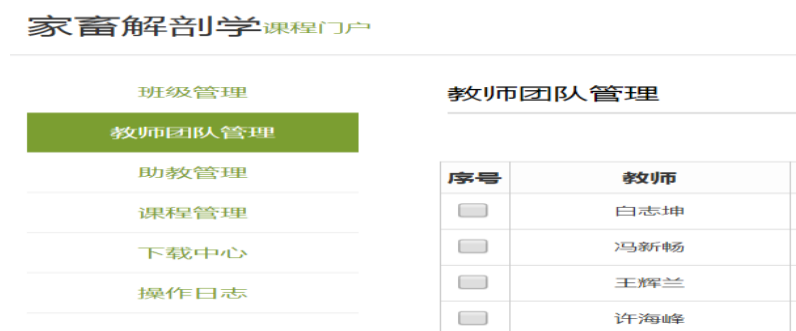 家畜解剖学课程门户
班级管理
教师团队管理
助教管理
课程管理
下载中心
操作日志
教师团队管理
序号 教师
白志坤
冯新畅
王辉兰
许海峰